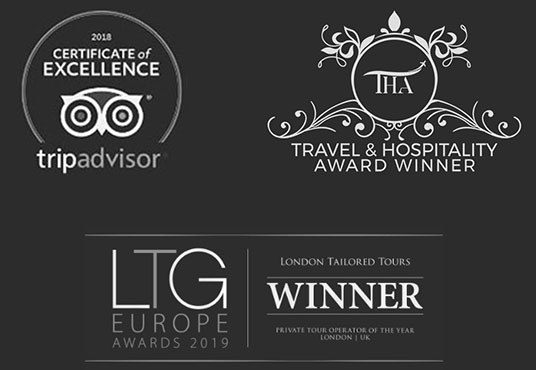 2018
CERTIFICATE of
EXCELLENCE
tripadvisor®
THA
TRAVEL & HOSPITALITY
AWARD WINNER
LTG
EUROPE
AWARDS 2019
LONDON TAILORED TOURS
WINNER
PRIVATE TOUR OPERATOR OF THE YEAR
LONDON | UK